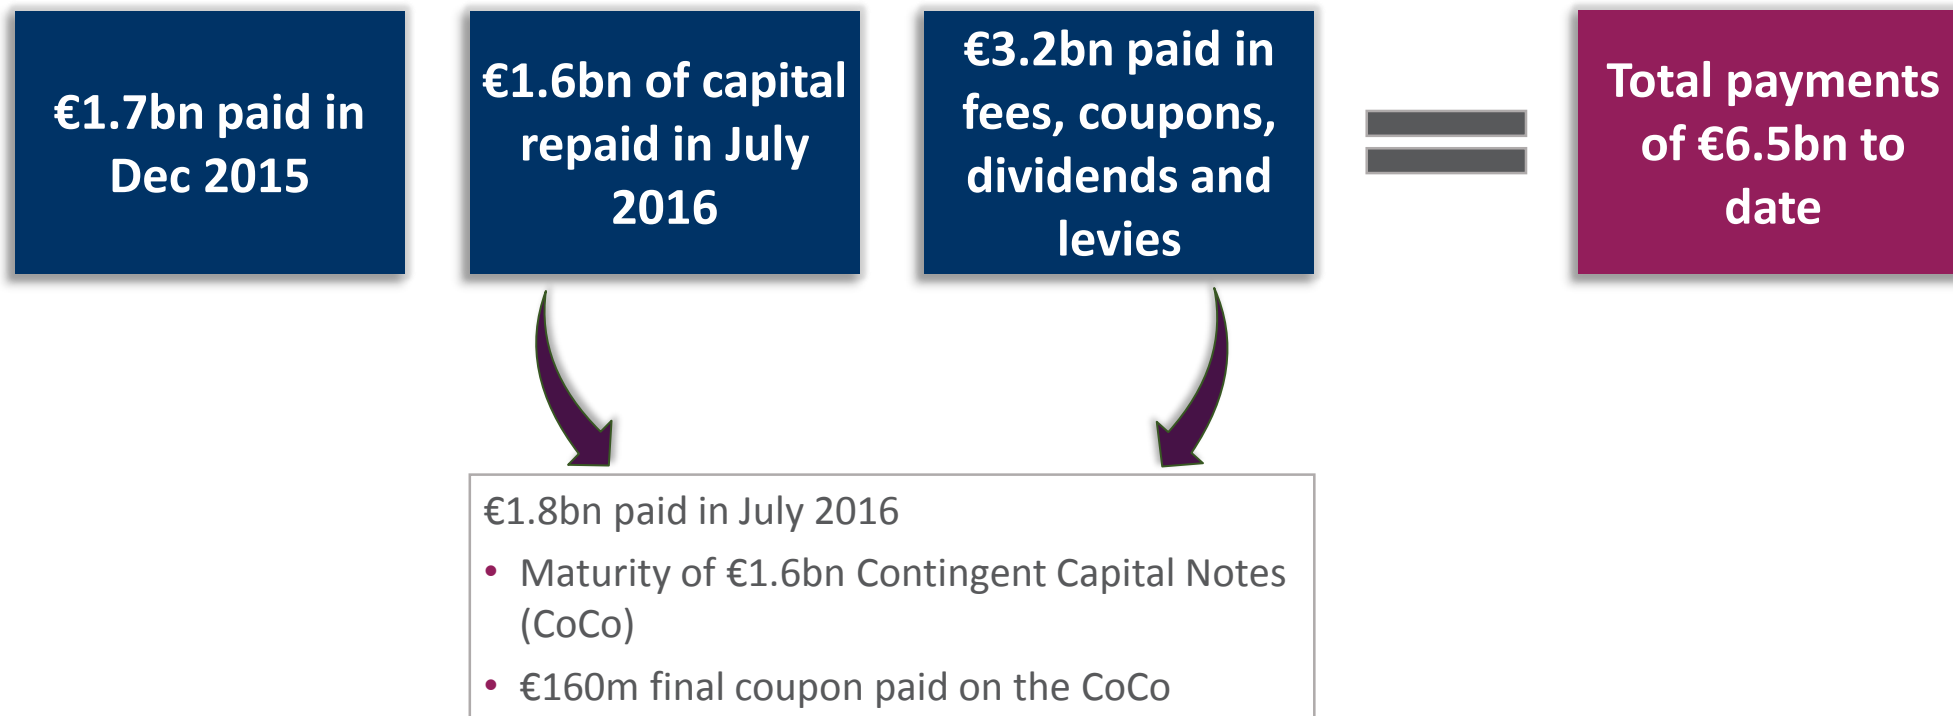 €1.7bn paid in
Dec 2015
€1.6bn of capital
repaid in July
2016
€3.2bn paid in
fees, coupons,
dividends and
levies
Total payments
of €6.5bn to
date
€1.8bn paid in July 2016
• Maturity of €1.6bn Contingent Capital Notes
(CoCo)
• €160m final coupon paid on the CoCo